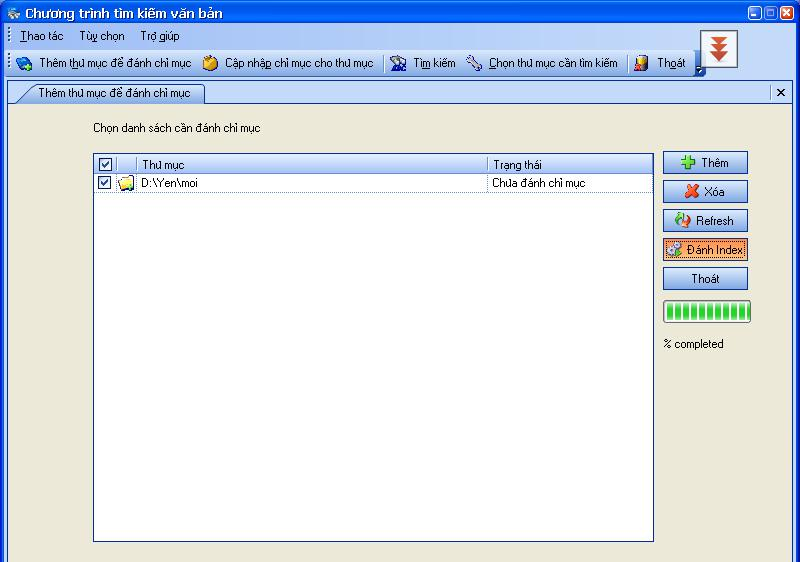 Chương trình tìm kiếm văn bản
Thao tác Tùy chọn Trợ giúp
Thêm thư mục để đánh chỉ mục Cập nhập chỉ mục cho thư mục Tìm kiếm Chọn thư mục cần tìm kiếm Thoát
Thêm thư mục để đánh chỉ mục
Chọn danh sách cần đánh chỉ mục
Thư mục Trạng thái
D:\Yen\moi Chưa đánh chỉ mục
Thêm
Xóa
Refresh
Đánh Index
Thoát
% completed